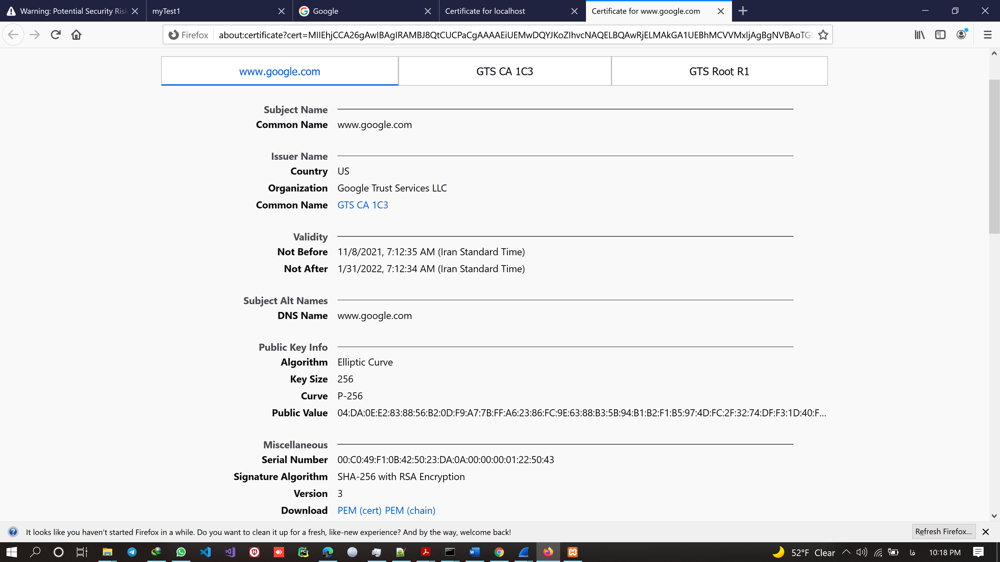 Warning: Potential Security Risk
myTest1
Google
Certificate for localhost
Certificate for www.google.com
Firefox
about:certificate?cert=MIIEhjCCA26gAwIBAgIRAMBJ8QtCUCPaCgAAAAEiUEMwDQYJKoZIhvcNAQELBQAwRjELMAkGA1UEBhMCVVMxIjAgBgNVBAoTGU
www.google.com
GTS CA 1C3
GTS Root R1
Subject Name
Common Name www.google.com
Issuer Name
Country US
Organization Google Trust Services LLC
Common Name GTS CA 1C3
Validity
Not Before 11/8/2021, 7:12:35 AM (Iran Standard Time)
Not After 1/31/2022, 7:12:34 AM (Iran Standard Time)
Subject Alt Names
DNS Name www.google.com
Public Key Info
Algorithm Elliptic Curve
Key Size 256
Curve P-256
Public Value 04:DA:0E:E2:83:88:56:B2:0D:F9:A7:7B:FF:A6:23:86:FC:9E:63:88:B3:5B:94:B1:B2:F1:B5:97:4D:FC:2F:32:74:DF:F3:1D:40:F...
Miscellaneous
Serial Number 00:C0:49:F1:0B:42:50:23:DA:0A:00:00:00:01:22:50:43
Signature Algorithm SHA-256 with RSA Encryption
Version 3
Download PEM (cert) PEM (chain)
It looks like you haven't started Firefox in a while. Do you want to clean it up for a fresh, like-new experience? And by the way, welcome back!
Refresh Firefox...
52°F Clear
فا
10:18 PM